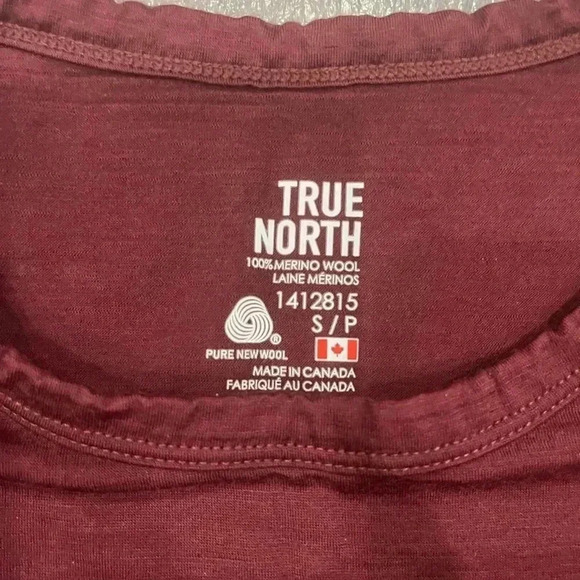 TRUE
NORTH
100% MERINO WOOL
LAINE MÉRINOS
1412815
S / P
®
PURE NEW WOOL
MADE IN CANADA
FABRIQUÉ AU CANADA